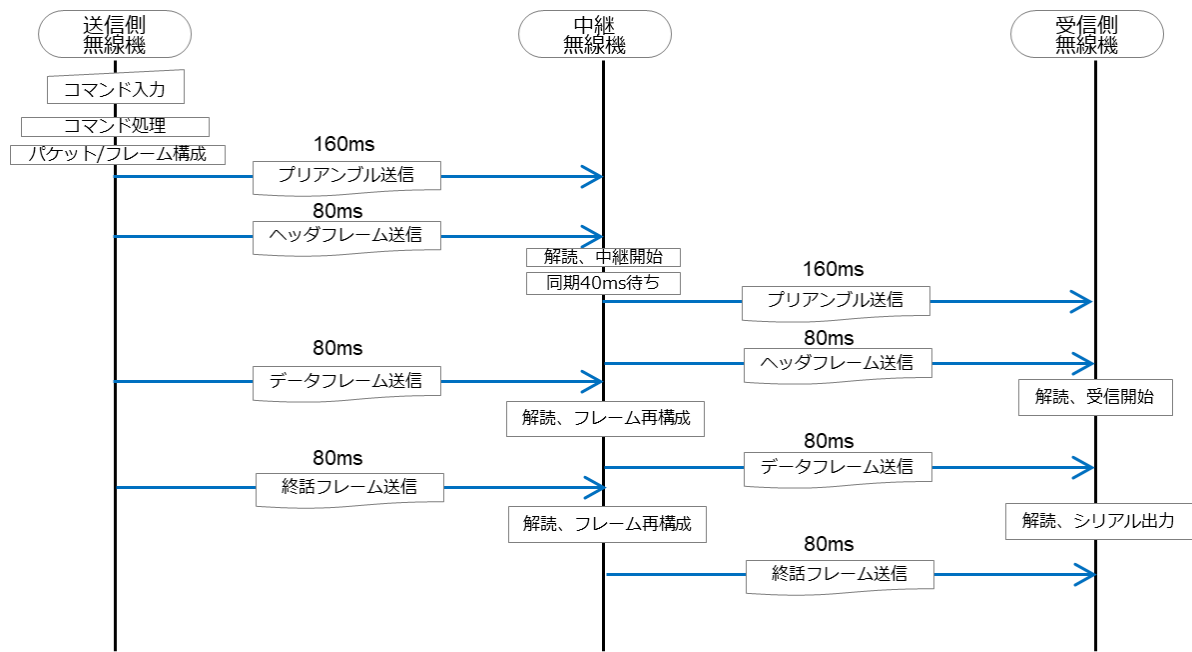 送信側
無線機
中継
無線機
受信側
無線機
コマンド入力
コマンド処理
パケット/フレーム構成
160ms
プリアンブル送信
80ms
ヘッダフレーム送信
解読、中継開始
同期40ms待ち
160ms
プリアンブル送信
80ms
ヘッダフレーム送信
80ms
データフレーム送信
解読、受信開始
解読、フレーム再構成
80ms
データフレーム送信
80ms
終話フレーム送信
解読、フレーム再構成
解読、シリアル出力
80ms
終話フレーム送信